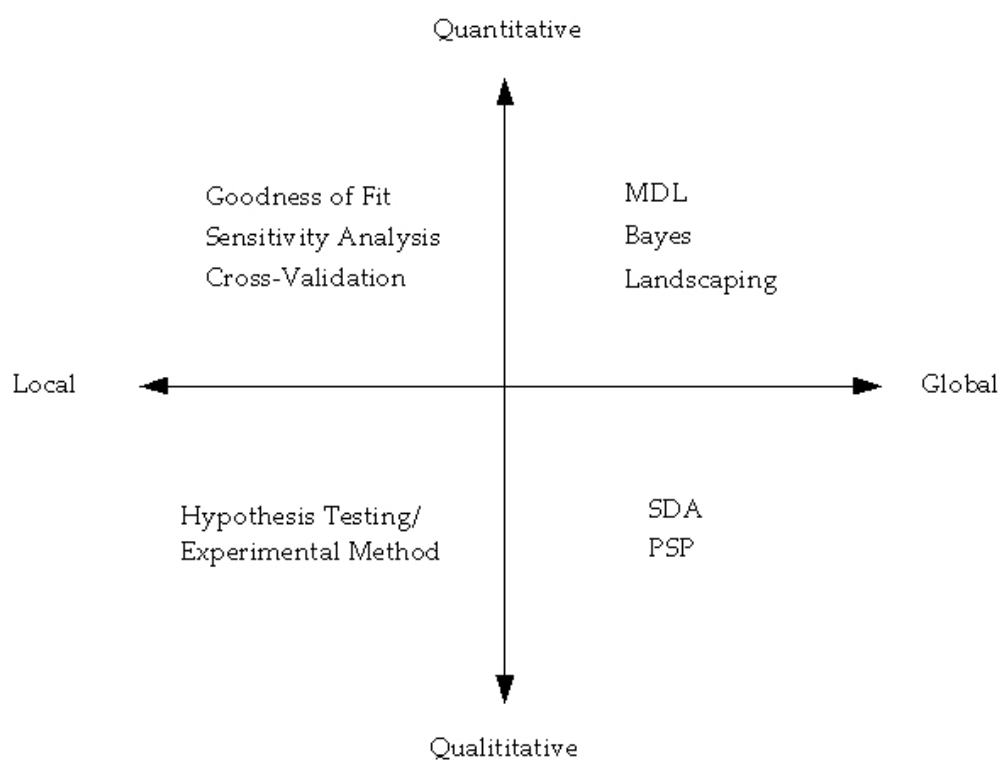 Quantitative
Goodness of Fit
Sensitivity Analysis
Cross-Validation
MDL
Bayes
Landscaping
Local
Global
Hypothesis Testing/
Experimental Method
SDA
PSP
Qualititative